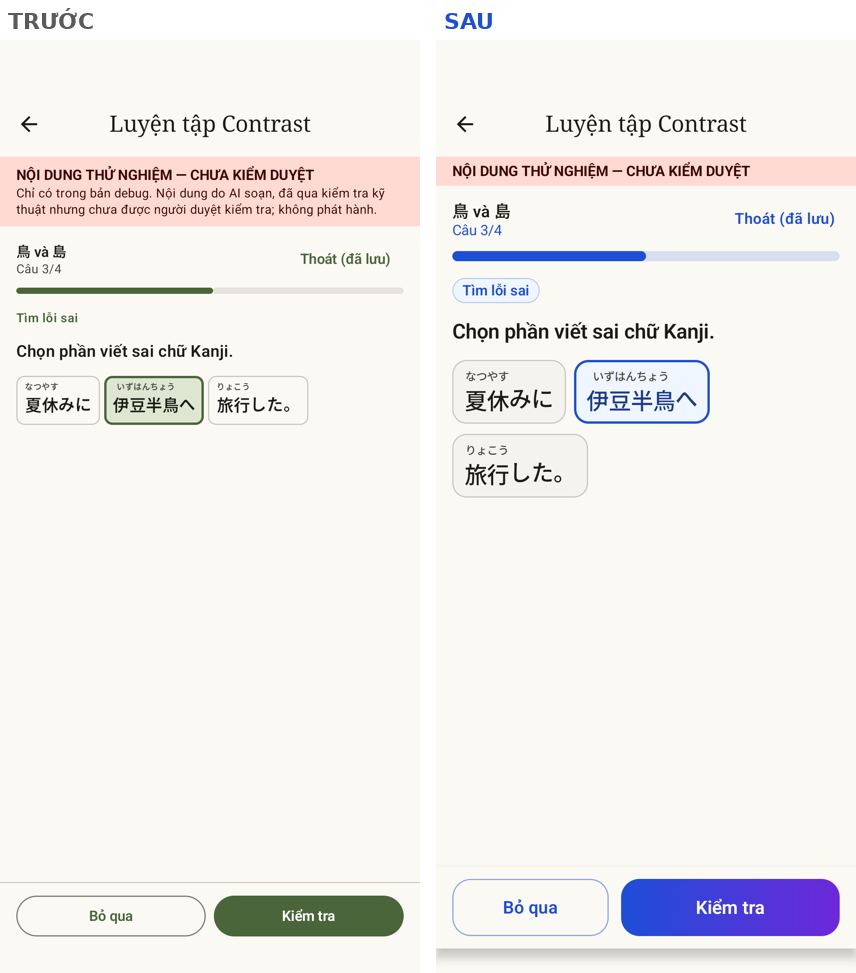 TRƯỚC
Luyện tập Contrast
NỘI DUNG THỬ NGHIỆM — CHƯA KIỂM DUYỆT
Chỉ có trong bản debug. Nội dung do AI soạn, đã qua kiểm tra kỹ
thuật nhưng chưa được người duyệt kiểm tra; không phát hành.
鳥 và 島
Câu 3/4
Thoát (đã lưu)
Tìm lỗi sai
Chọn phần viết sai chữ Kanji.
なつやす いずはんちょう りょこう
夏休みに 伊豆半鳥へ 旅行した。
Bỏ qua
Kiểm tra
SAU
Luyện tập Contrast
NỘI DUNG THỬ NGHIỆM — CHƯA KIỂM DUYỆT
鳥 và 島
Câu 3/4
Thoát (đã lưu)
Tìm lỗi sai
Chọn phần viết sai chữ Kanji.
なつやす いずはんちょう
夏休みに 伊豆半鳥へ
りょこう
旅行した。
Bỏ qua
Kiểm tra